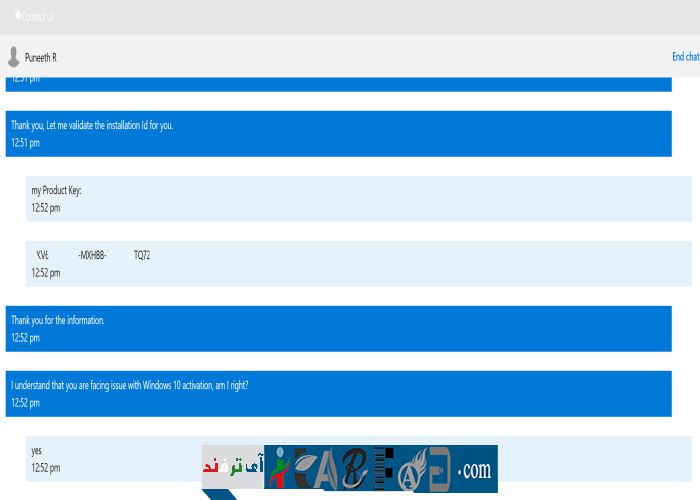 Contact us
Puneeth R
End chat
12:51 pm
Thank you, Let me validate the installation Id for you.
12:51 pm
my Product Key:
12:52 pm
-MXHBB- TQ72
12:52 pm
Thank you for the information.
12:52 pm
I understand that you are facing issue with Windows 10 activation, am I right?
12:52 pm
yes
12:52 pm
آی ترفند
.com